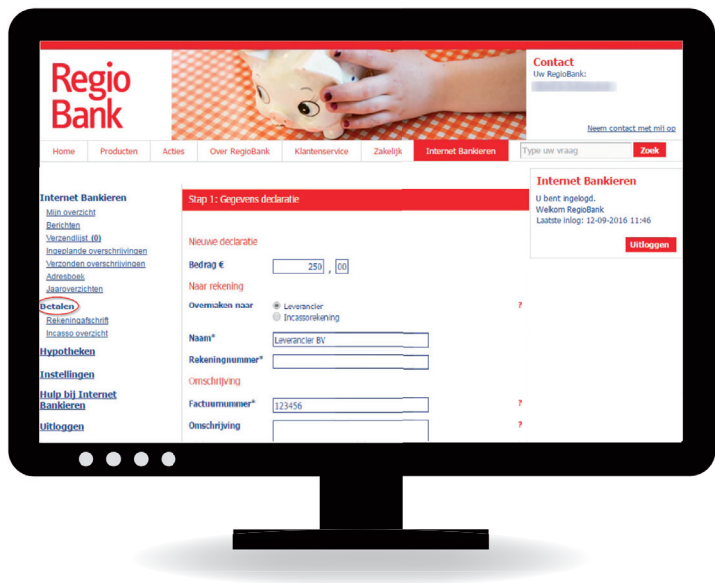 Regio
Bank
Contact
Uw RegioBank:
Neem contact met mil op
Home Producten Acties Over RegioBank Klantenservice Zakelijk Internet Bankieren
Type uw vraag Zoek
Internet Bankieren
U bent ingelogd.
Welkom RegioBank
Laatste inlog: 12-09-2016 11:46
Uitloggen
Internet Bankieren
Mijn overzicht
Berichten
Verzendlijst (0)
Ingeplande overschrijvingen
Verzonden overschrijvingen
Adresboek
Jaaroverzichten
Betalen
Rekeningafschrift
Incasso overzicht
Hypotheken
Instellingen
Hulp bij Internet
Bankieren
Uitloggen
Stap 1: Gegevens declaratie
Nieuwe declaratie
Bedrag € 250 , 00
Naar rekening
Overmaken naar Leverancier ?
Incassorekening
Naam* Leverancier BV
Rekeningnummer*
Omschrijving
Factuurnummer* 123456 ?
Omschrijving ?